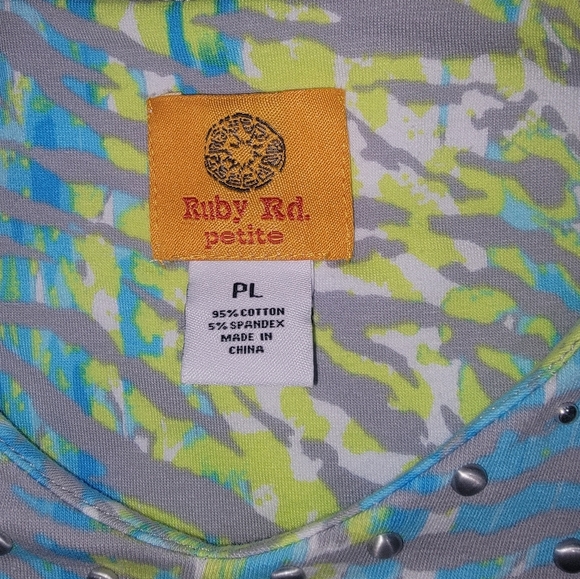 Ruby Rd.
petite
PL
95% COTTON
5% SPANDEX
MADE IN
CHINA